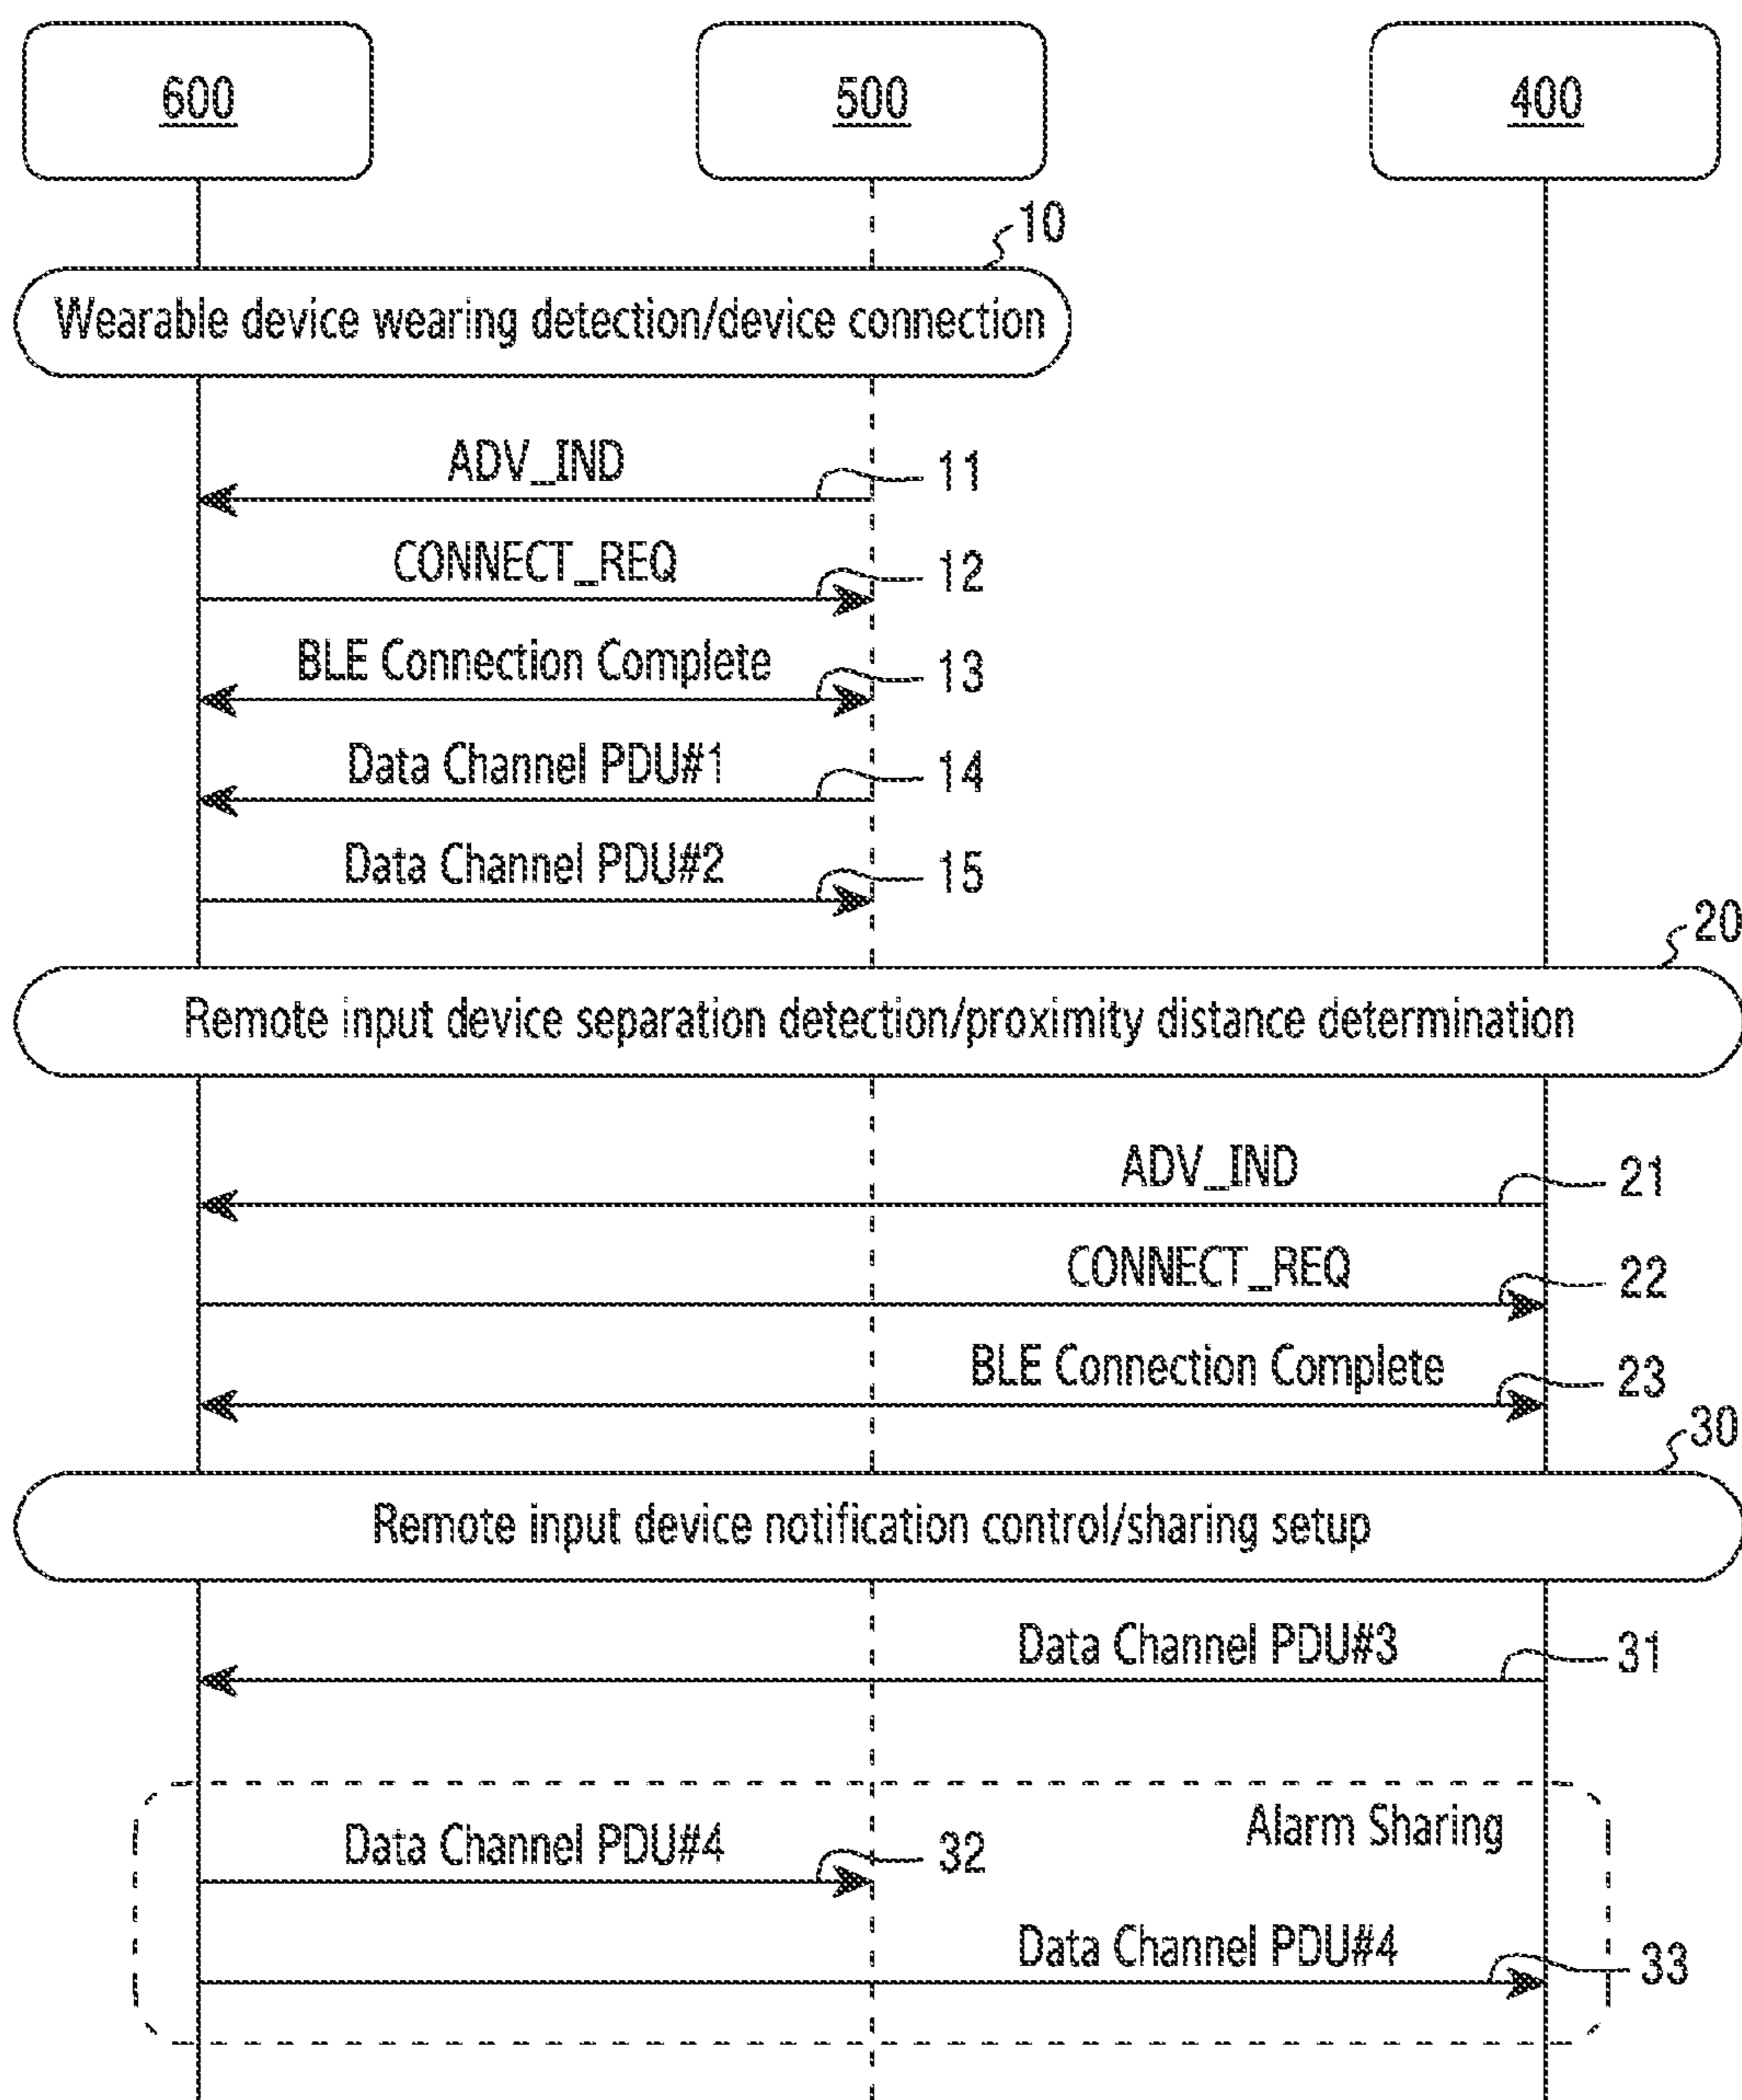 600
500
400
10
Wearable device wearing detection/device connection
ADV_IND
11
CONNECT_REQ
12
BLE Connection Complete
13
Data Channel PDU#1
14
Data Channel PDU#2
15
20
Remote input device separation detection/proximity distance determination
ADV_IND
21
CONNECT_REQ
22
BLE Connection Complete
23
30
Remote input device notification control/sharing setup
Data Channel PDU#3
31
Alarm Sharing
Data Channel PDU#4
32
Data Channel PDU#4
33